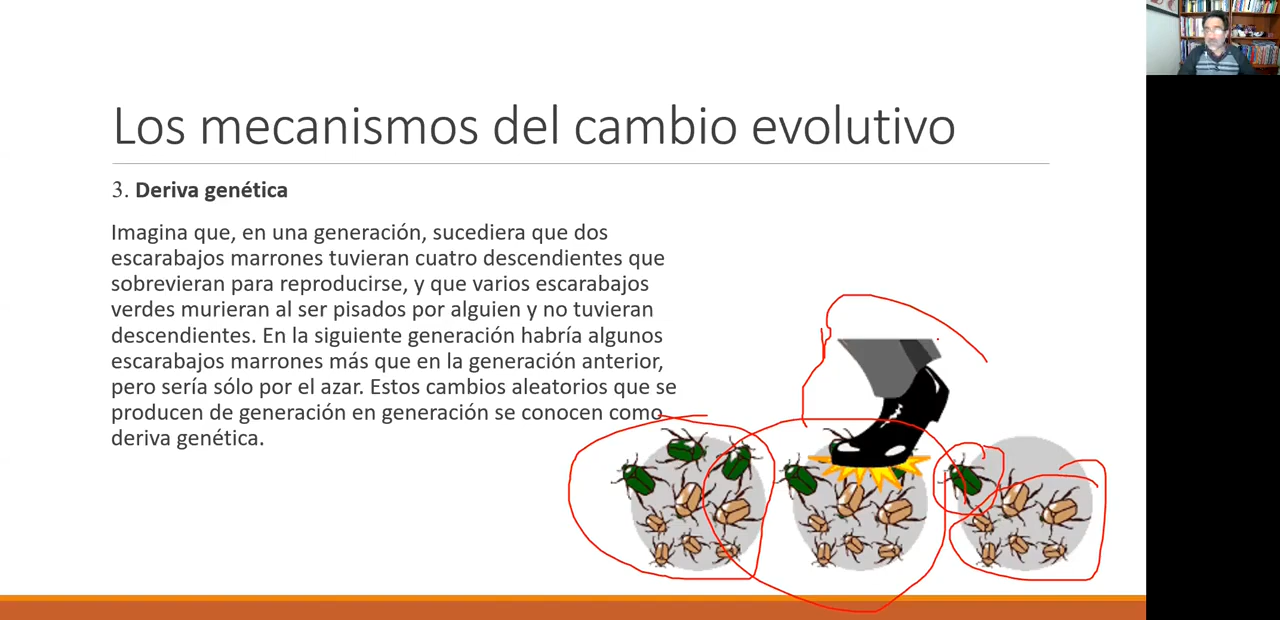 Los mecanismos del cambio evolutivo
3. Deriva genética
Imagina que, en una generación, sucediera que dos
escarabajos marrones tuvieran cuatro descendientes que
sobrevieran para reproducirse, y que varios escarabajos
verdes murieran al ser pisados por alguien y no tuvieran
descendientes. En la siguiente generación habría algunos
escarabajos marrones más que en la generación anterior,
pero sería sólo por el azar. Estos cambios aleatorios que se
producen de generación en generación se conocen como
deriva genética.